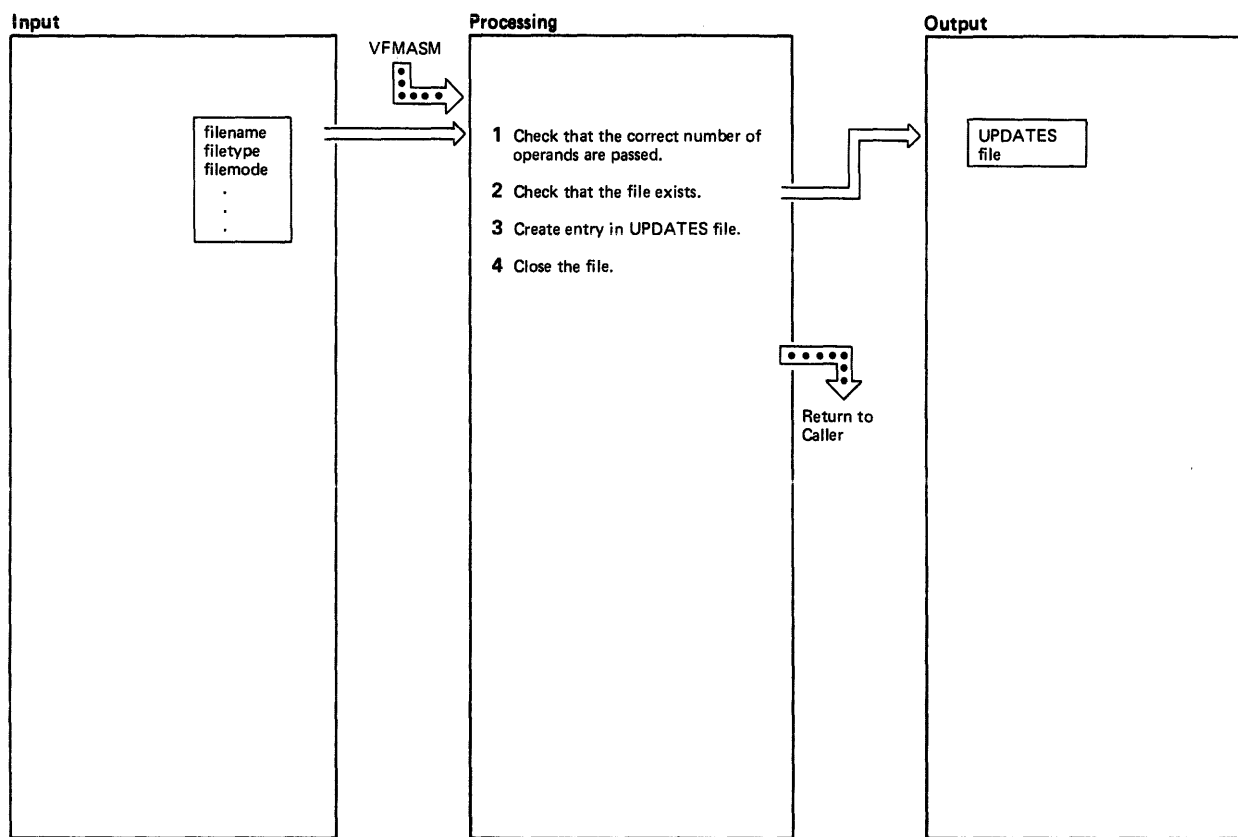 Input
Processing
Output
VFMASM
filename
filetype
filemode
.
.
.
1 Check that the correct number of
operands are passed.
2 Check that the file exists.
3 Create entry in UPDATES file.
4 Close the file.
UPDATES
file
Return to
Caller